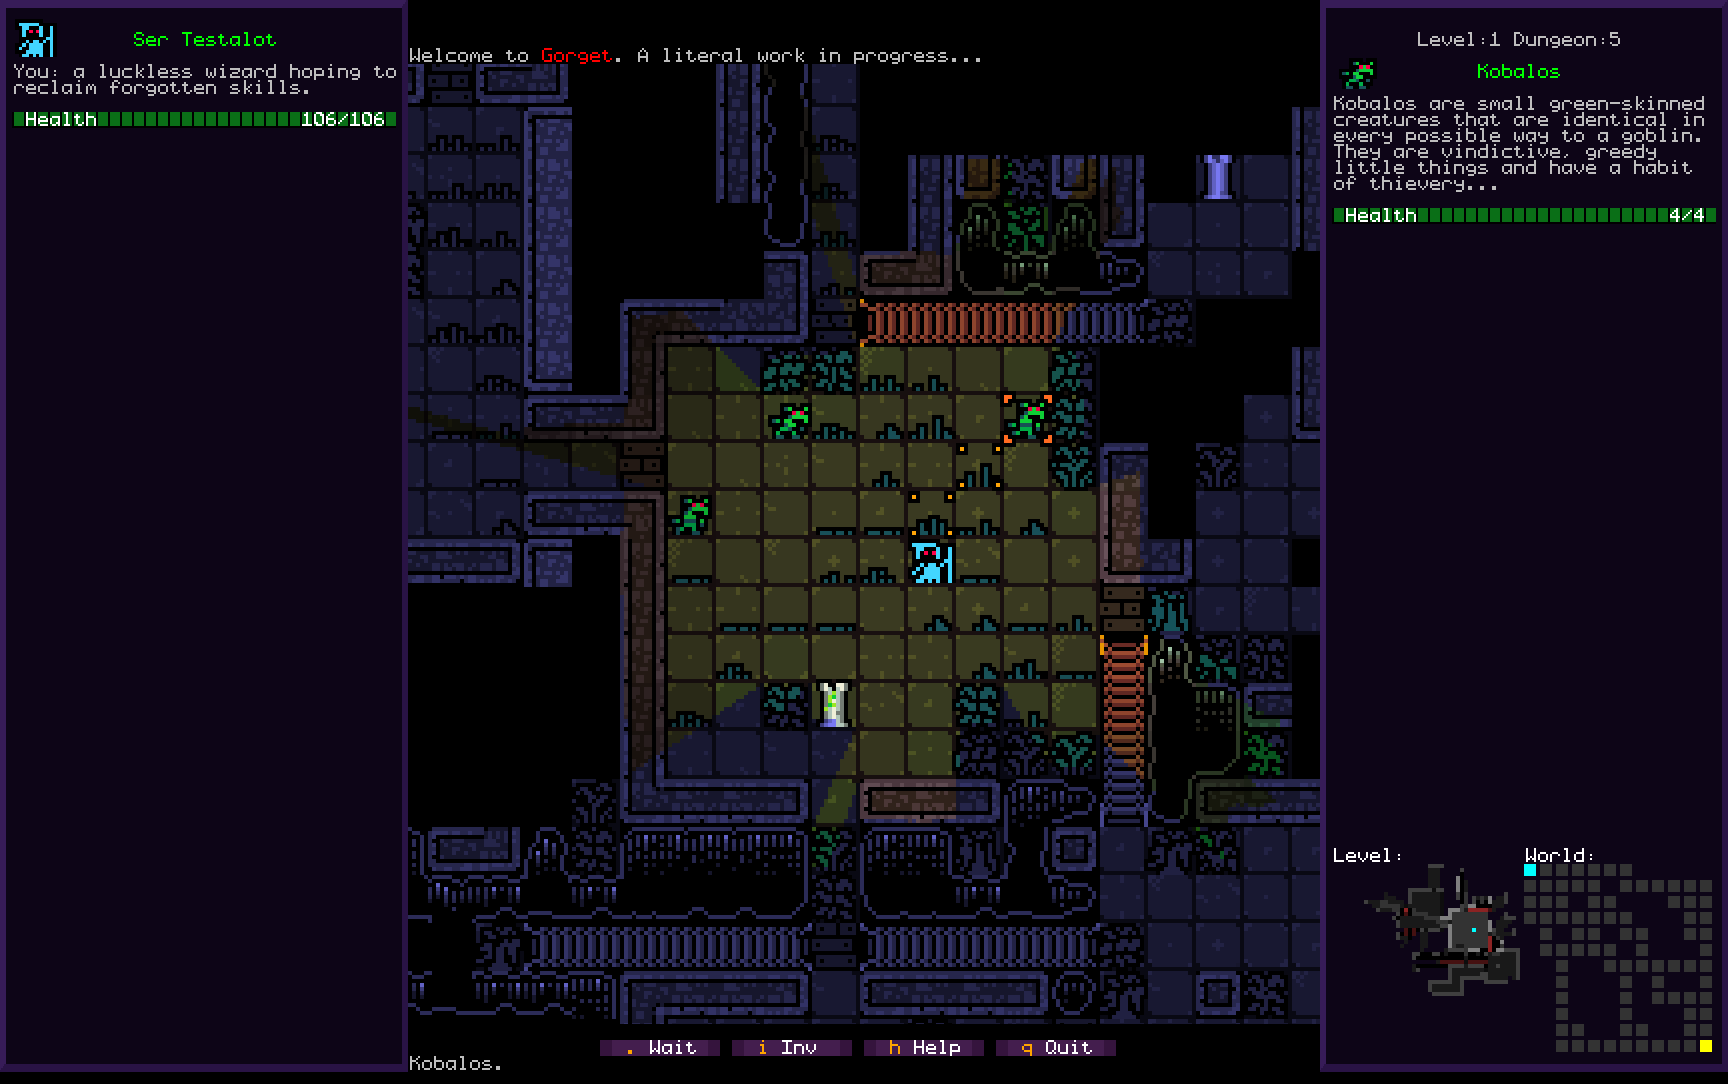 Ser Testalot
You: a luckless wizard hoping to
reclaim forgotten skills.
Health 106/106
Welcome to Gorget. A literal work in progress...
Level:1 Dungeon:5
Kobalos
Kobalos are small green-skinned
creatures that are identical in
every possible way to a goblin.
They are vindictive, greedy
little things and have a habit
of thievery...
Health 4/4
Level: World:
. Wait i Inv h Help q Quit
Kobalos.